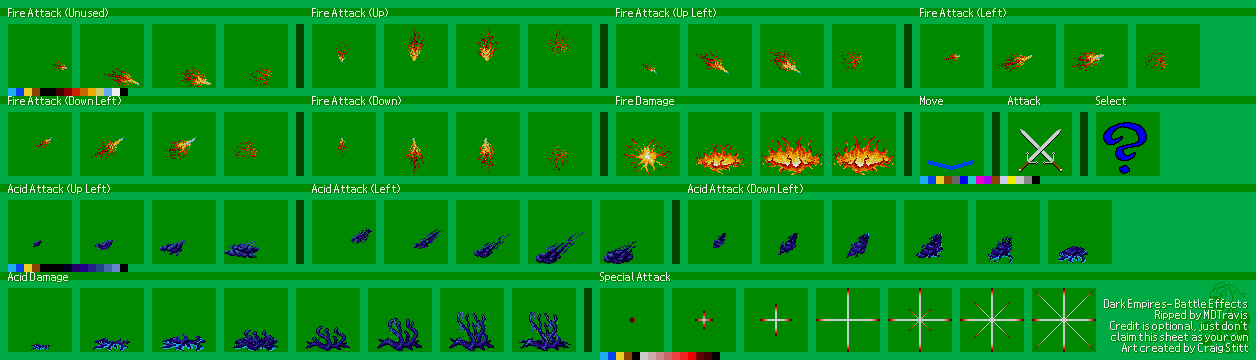 Fire Attack (Unused)
Fire Attack (Up)
Fire Attack (Up Left)
Fire Attack (Left)
Fire Attack (Down Left)
Fire Attack (Down)
Fire Damage
Move
Attack
Select
Acid Attack (Up Left)
Acid Attack (Left)
Acid Attack (Down Left)
Acid Damage
Special Attack
Dark Empires- Battle Effects
Ripped by MDTravis
Credit is optional, just don't
claim this sheet as your own
Art created by Craig Stitt